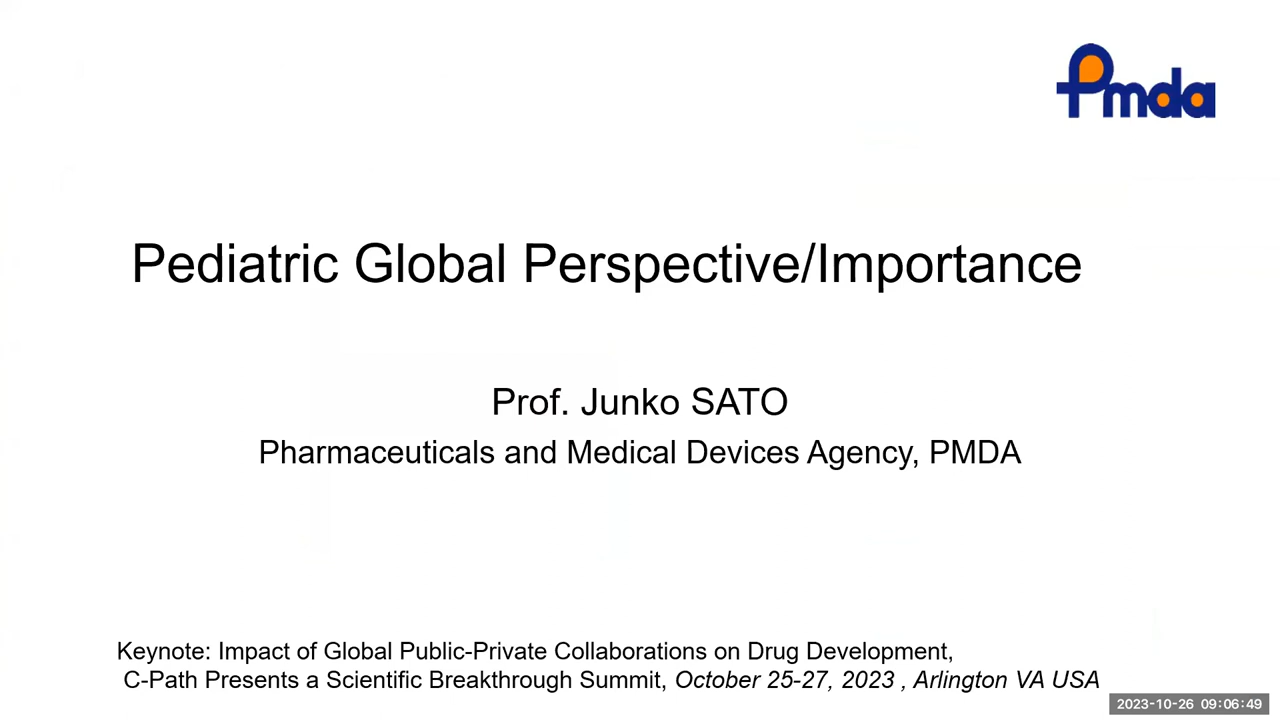 Pmda
Pediatric Global Perspective/Importance
Prof. Junko SATO
Pharmaceuticals and Medical Devices Agency, PMDA
Keynote: Impact of Global Public-Private Collaborations on Drug Development,
C-Path Presents a Scientific Breakthrough Summit, October 25-27, 2023 , Arlington VA USA
2023-10-26 09:06:49